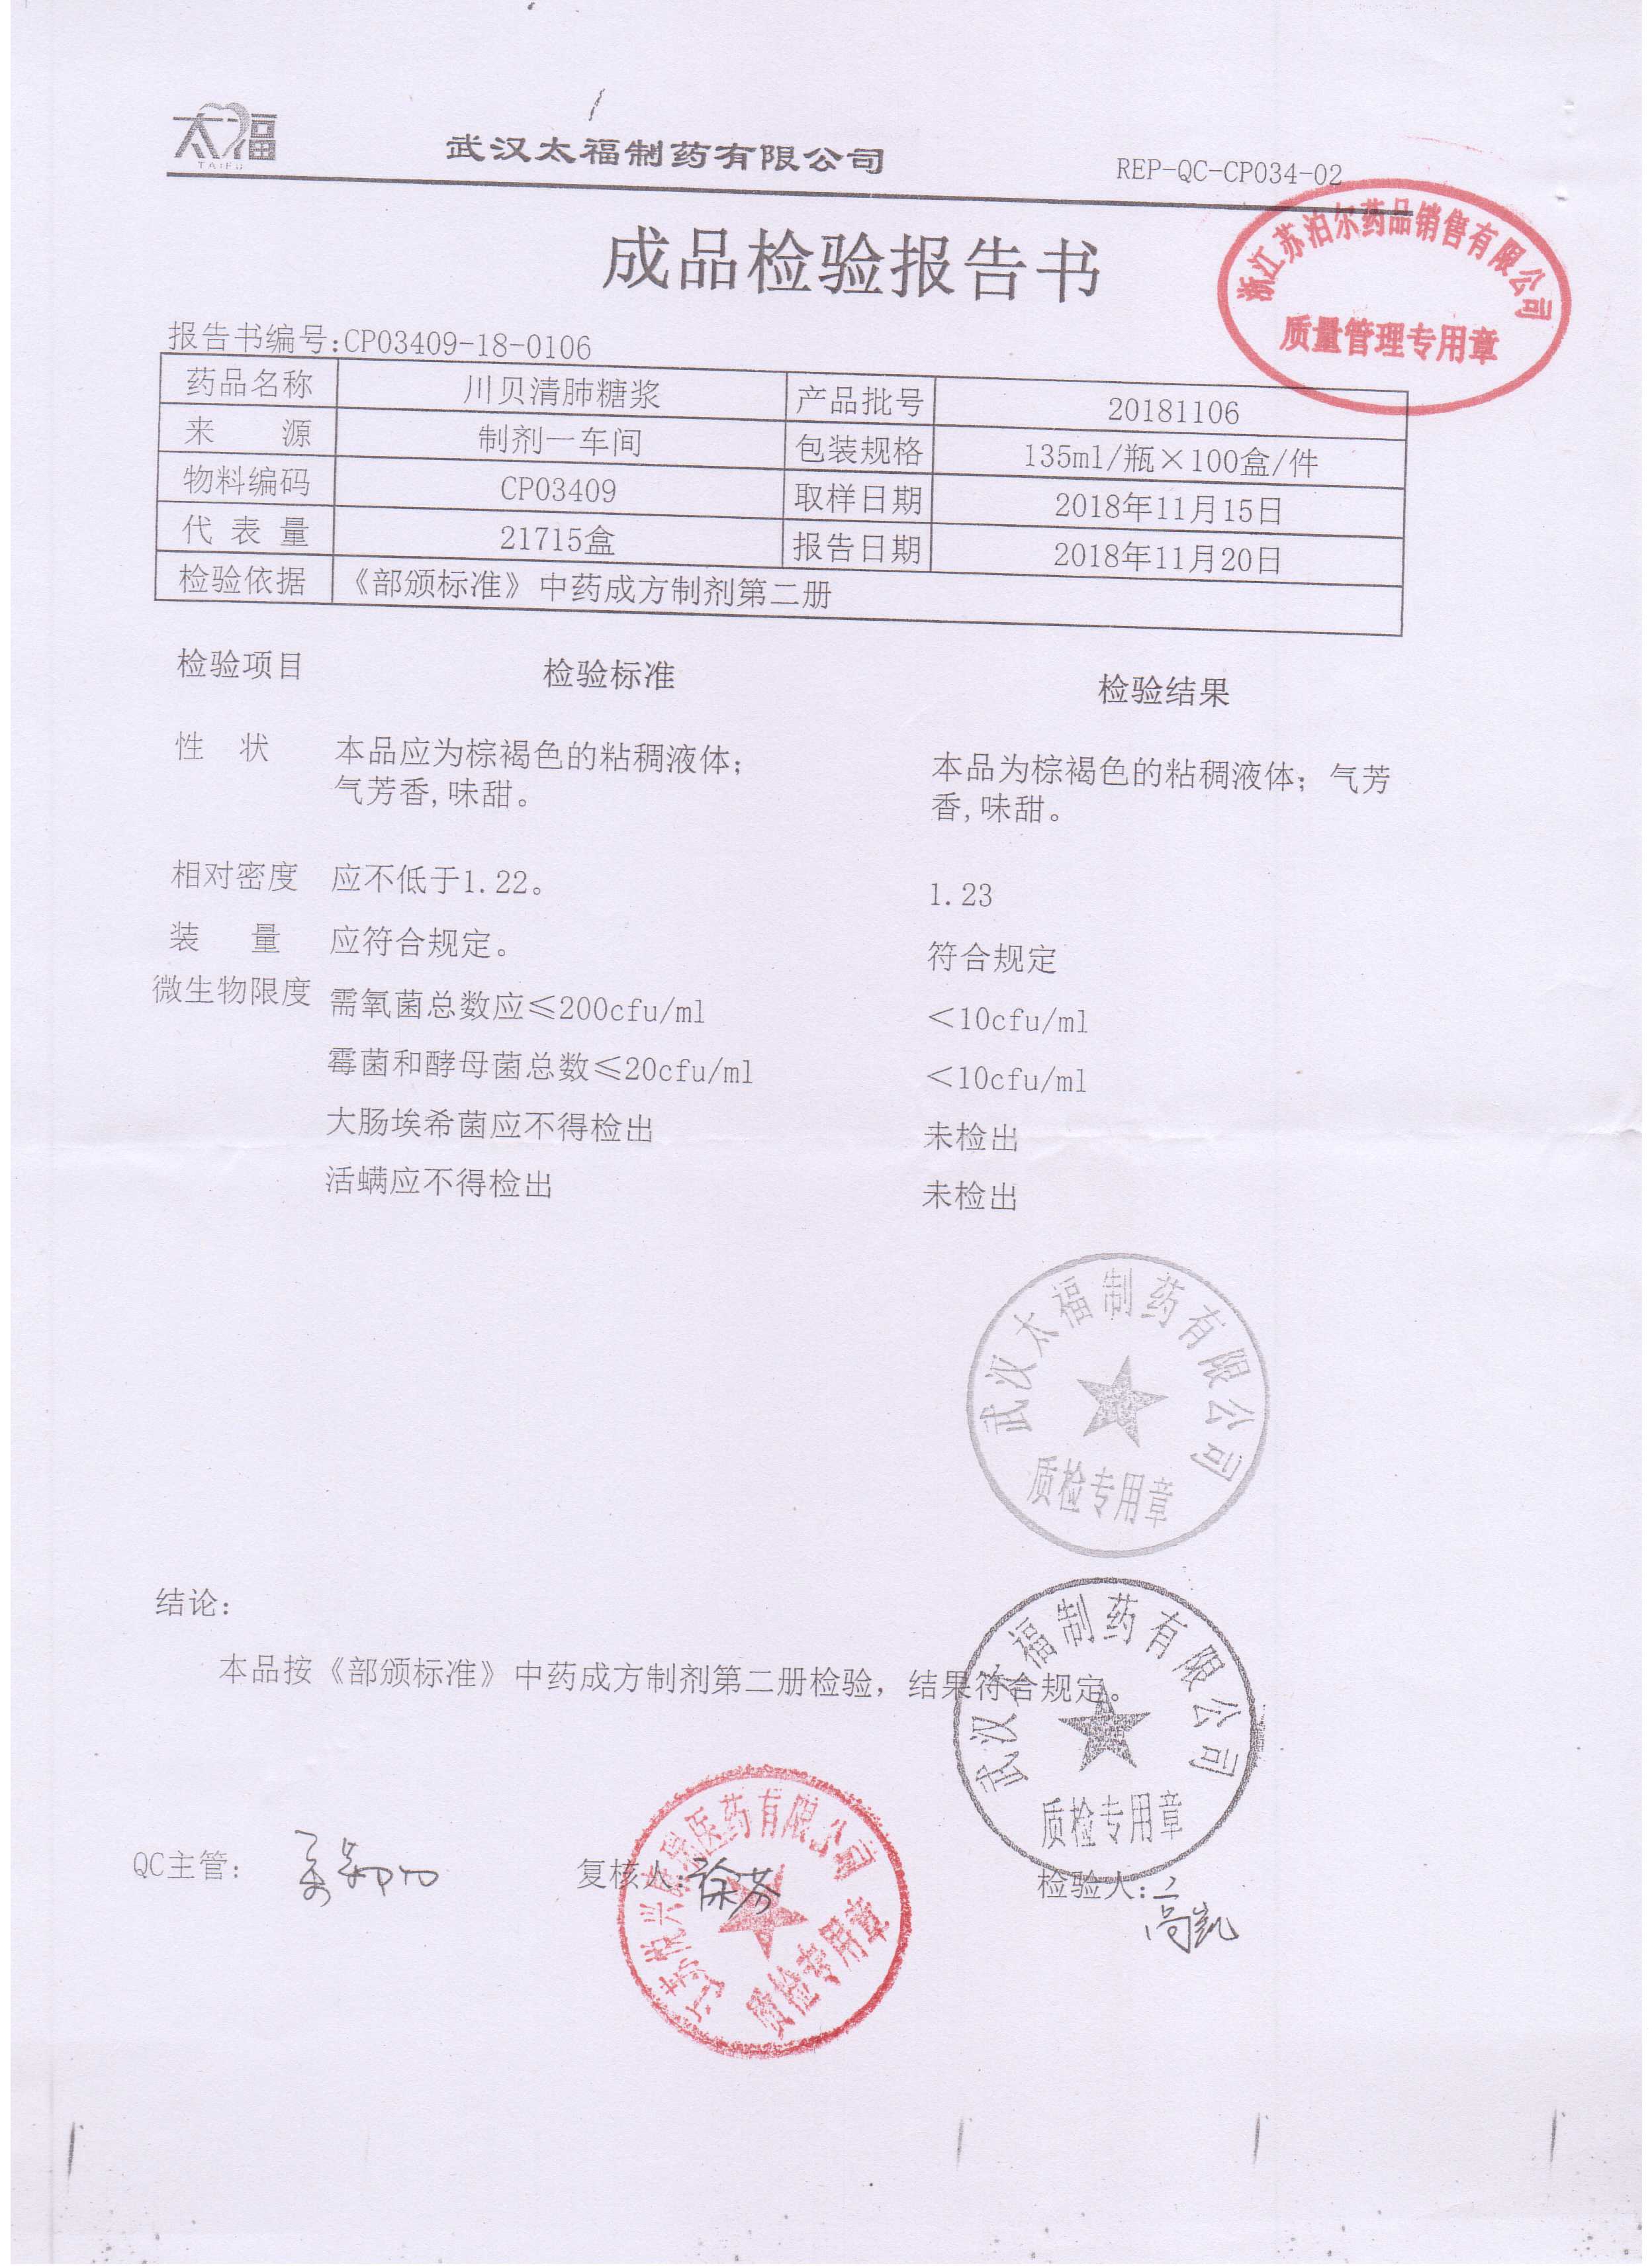 太福
TAIFU
武汉太福制药有限公司
REP-QC-CP034-02
成品检验报告书
浙江苏泊尔药品销售有限公司
质量管理专用章
报告书编号:CP03409-18-0106
药品名称 川贝清肺糖浆 产品批号 20181106
来 源 制剂一车间 包装规格 135ml/瓶×100盒/件
物料编码 CP03409 取样日期 2018年11月15日
代 表 量 21715盒 报告日期 2018年11月20日
检验依据 《部颁标准》中药成方制剂第二册
检验项目 检验标准 检验结果
性 状 本品应为棕褐色的粘稠液体; 本品为棕褐色的粘稠液体; 气芳
气芳香,味甜。 香,味甜。
相对密度 应不低于1.22。 1.23
装 量 应符合规定。 符合规定
微生物限度 需氧菌总数应≤200cfu/ml <10cfu/ml
霉菌和酵母菌总数≤20cfu/ml <10cfu/ml
大肠埃希菌应不得检出 未检出
活螨应不得检出 未检出
武汉太福制药有限公司
质检专用章
结论:
本品按《部颁标准》中药成方制剂第二册检验, 结果符合规定。
武汉太福制药有限公司
质检专用章
QC主管:
复核人:徐芬
检验人:
高凯
医药有限公司
质检专用章